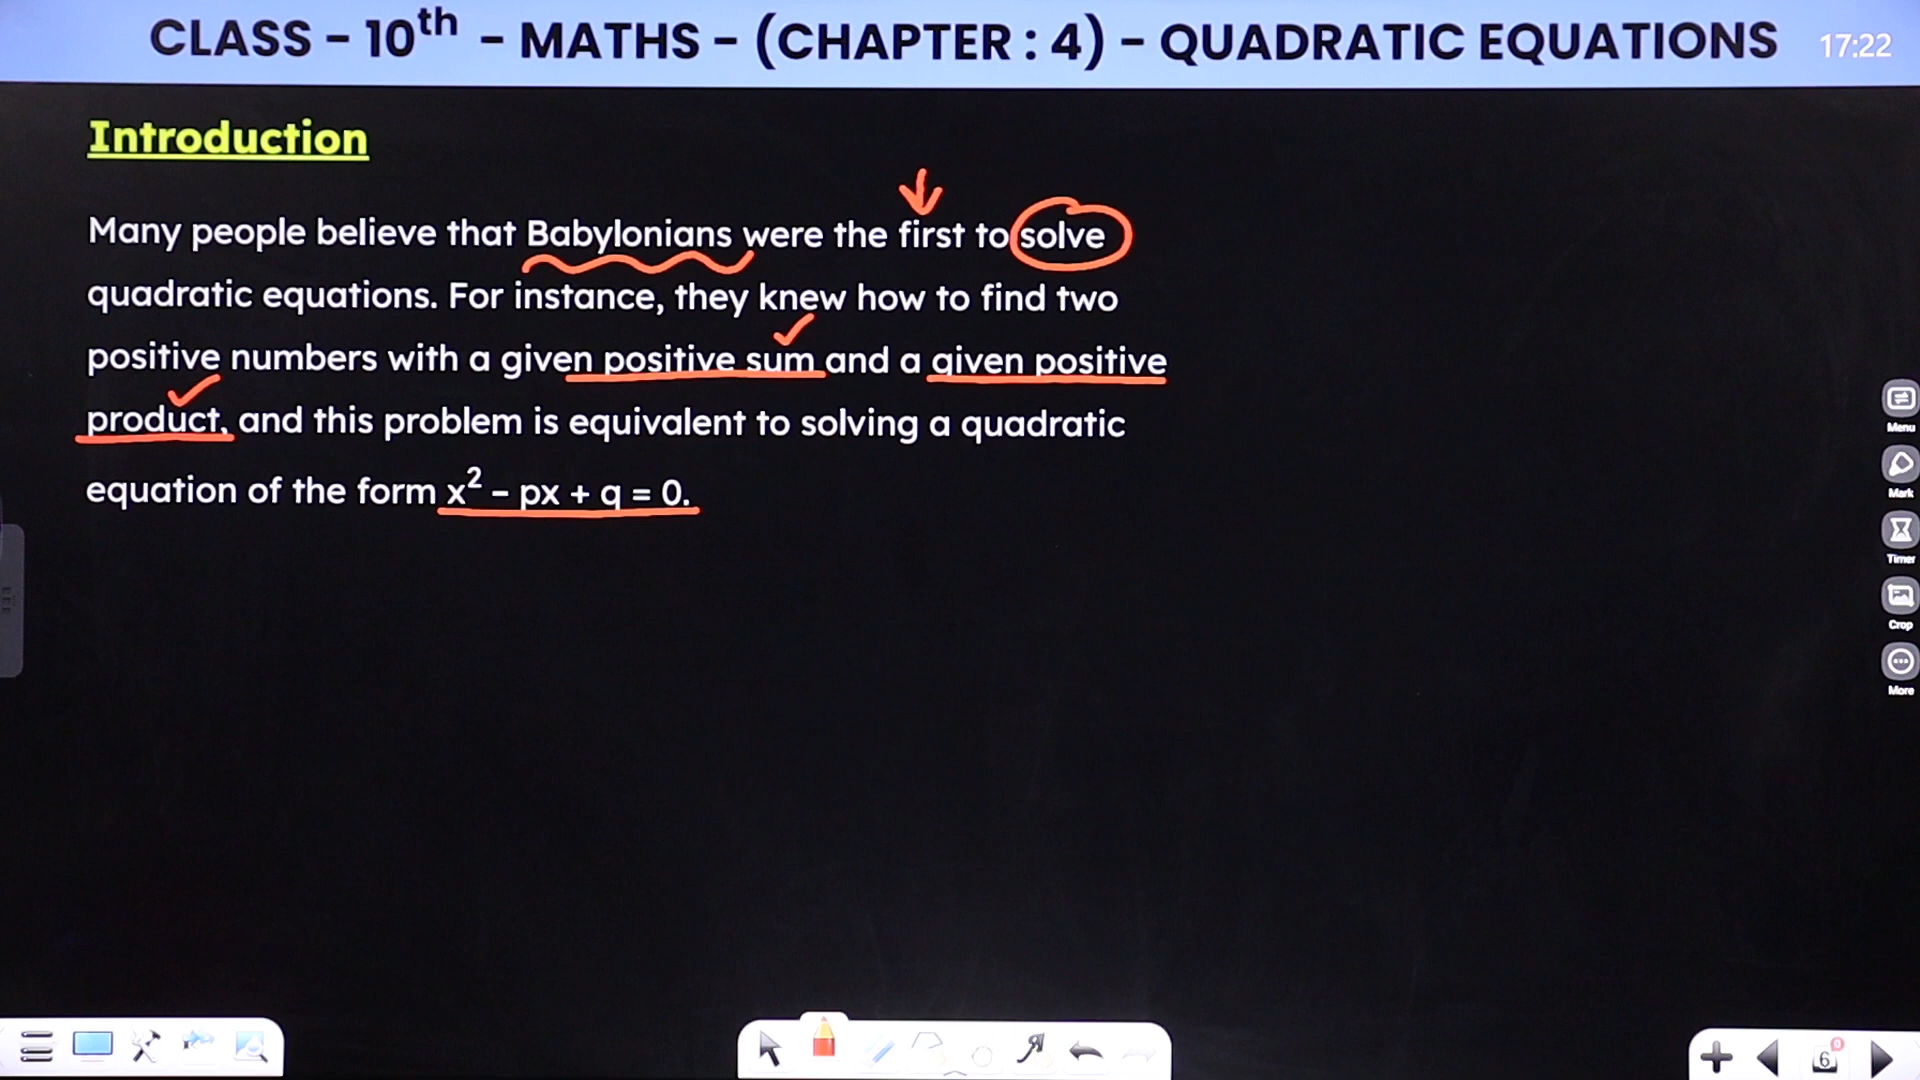 CLASS - 10th - MATHS - (CHAPTER : 4) - QUADRATIC EQUATIONS
17:22
Introduction
Many people believe that Babylonians were the first to solve
quadratic equations. For instance, they knew how to find two
positive numbers with a given positive sum and a given positive
product, and this problem is equivalent to solving a quadratic
equation of the form x² – px + q = 0.
Menu
Mark
Timer
Crop
More
6
0